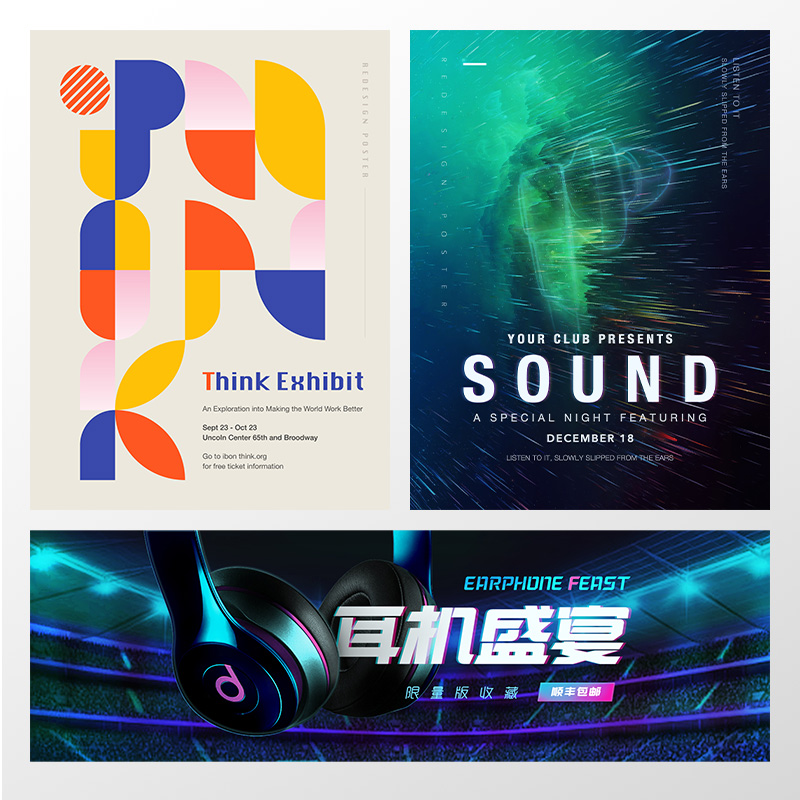 REDESIGN POSTER
Think Exhibit
An Exploration into Making the World Work Better
Sept 23 - Oct 23
Uncoln Center 65th and Broodway
Go to ibon think.org
for free ticket information
REDESIGN POSTER
LISTEN TO IT
SLOWLY SLIPPED FROM THE EARS
YOUR CLUB PRESENTS
SOUND
A SPECIAL NIGHT FEATURING
DECEMBER 18
LISTEN TO IT, SLOWLY SLIPPED FROM THE EARS
EARPHONE FEAST
耳机盛宴
限量版收藏 顺丰包邮